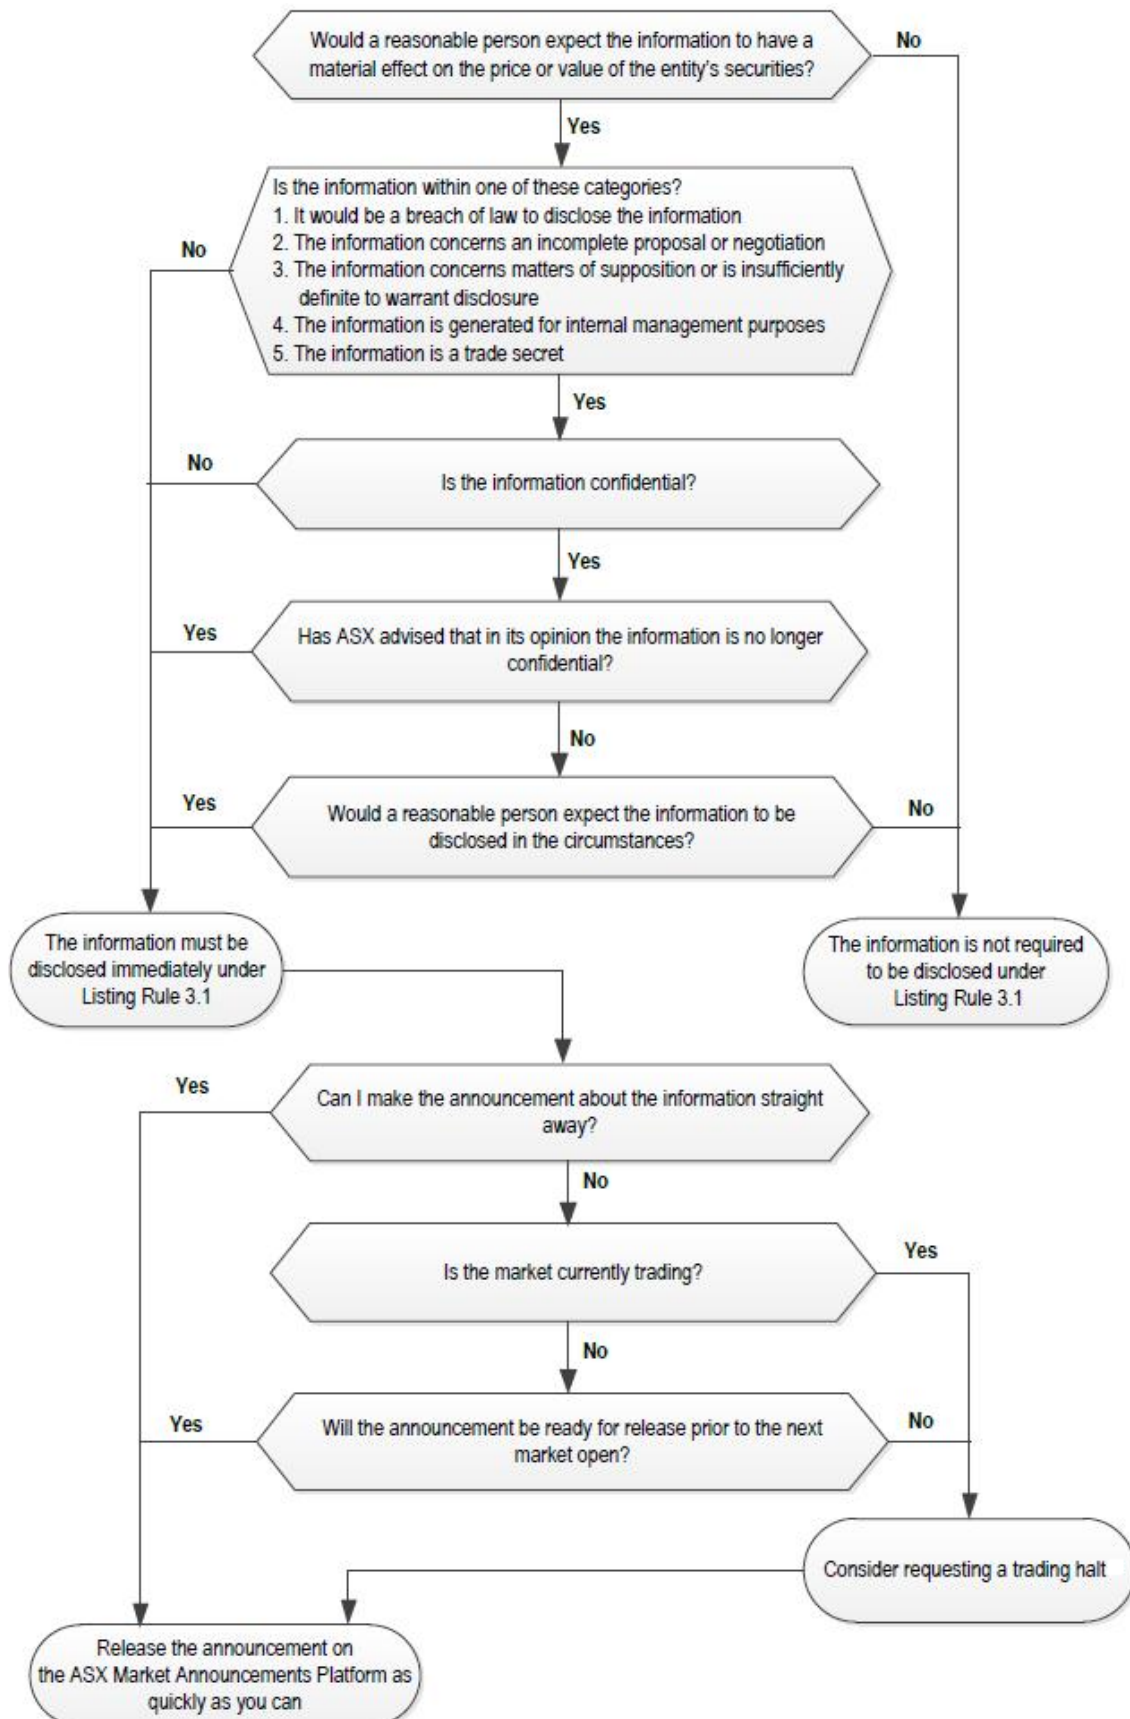 Would a reasonable person expect the information to have a
material effect on the price or value of the entity's securities?
No
Yes
Is the information within one of these categories?
1. It would be a breach of law to disclose the information
2. The information concerns an incomplete proposal or negotiation
3. The information concerns matters of supposition or is insufficiently
definite to warrant disclosure
4. The information is generated for internal management purposes
5. The information is a trade secret
No
Yes
No
Is the information confidential?
Yes
Yes
Has ASX advised that in its opinion the information is no longer
confidential?
No
Yes
Would a reasonable person expect the information to be
disclosed in the circumstances?
No
The information must be
disclosed immediately under
Listing Rule 3.1
The information is not required
to be disclosed under
Listing Rule 3.1
Yes
Can I make the announcement about the information straight
away?
No
Is the market currently trading?
Yes
No
Yes
Will the announcement be ready for release prior to the next
market open?
No
Consider requesting a trading halt
Release the announcement on
the ASX Market Announcements Platform as
quickly as you can